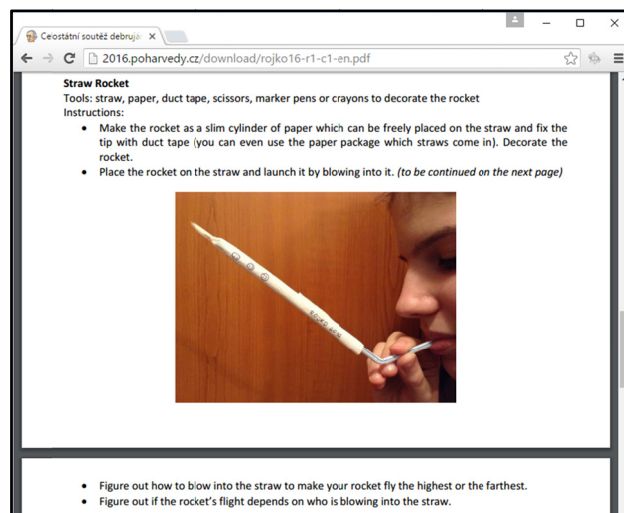 Celostátní soutěž debrujá
2016.poharvedy.cz/download/rojko16-r1-c1-en.pdf
Straw Rocket
Tools: straw, paper, duct tape, scissors, marker pens or crayons to decorate the rocket
Instructions:
• Make the rocket as a slim cylinder of paper which can be freely placed on the straw and fix the
tip with duct tape (you can even use the paper package which straws come in). Decorate the
rocket.
• Place the rocket on the straw and launch it by blowing into it. (to be continued on the next page)
• Figure out how to blow into the straw to make your rocket fly the highest or the farthest.
• Figure out if the rocket's flight depends on who is blowing into the straw.